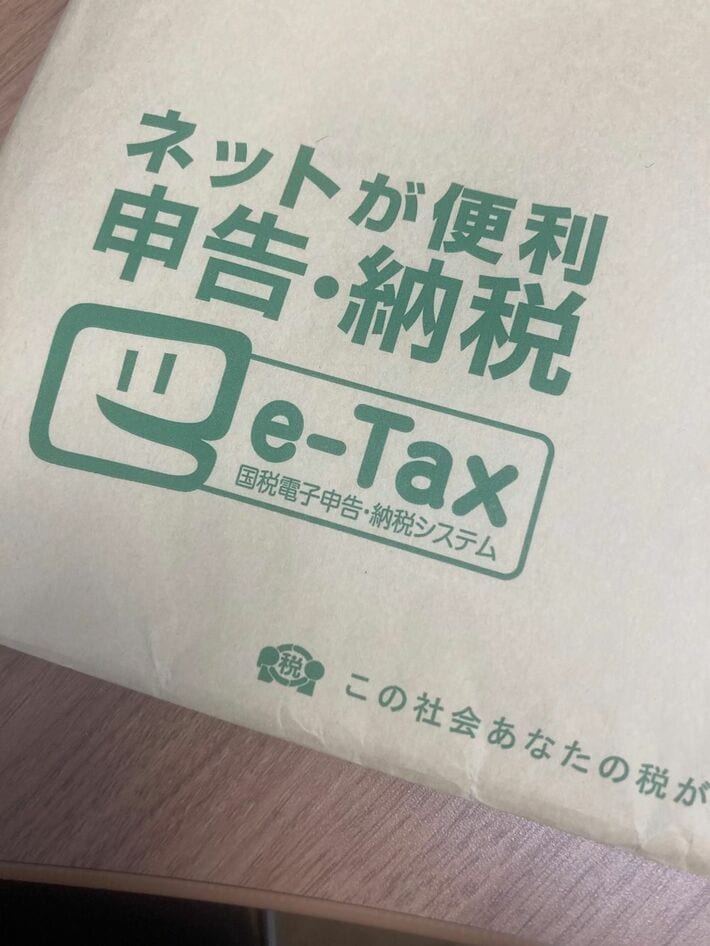 ネットが便利
申告・納税
e-Tax
国税電子申告・納税システム
税
この社会あなたの税が